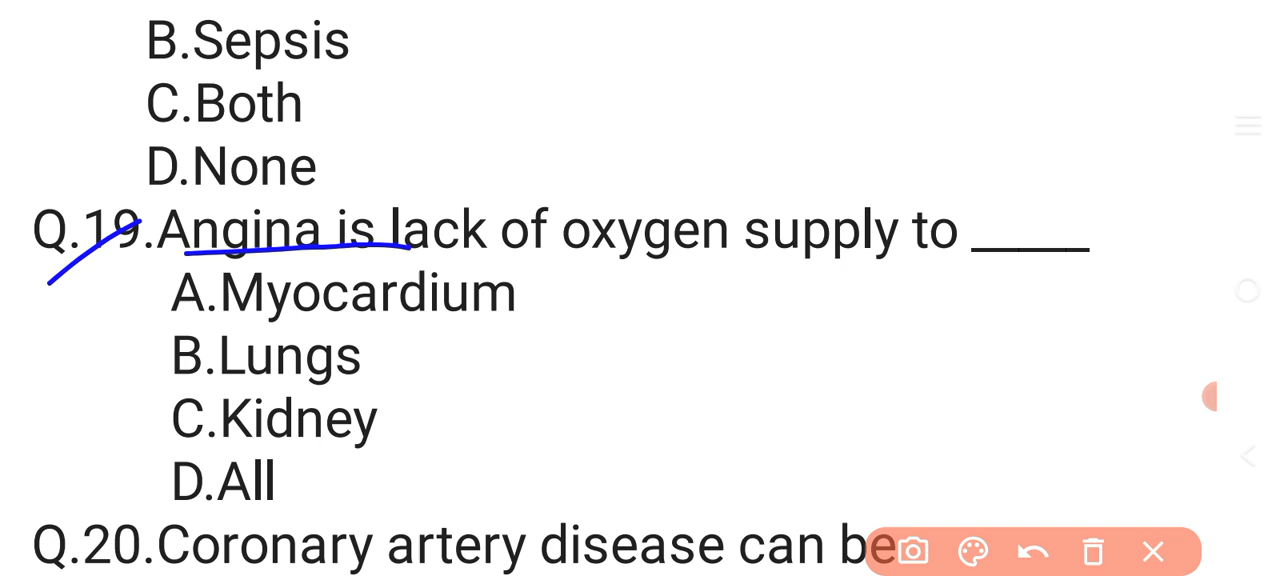 B.Sepsis
C.Both
D.None
Q.19.Angina is lack of oxygen supply to _____
A.Myocardium
B.Lungs
C.Kidney
D.All
Q.20.Coronary artery disease can be